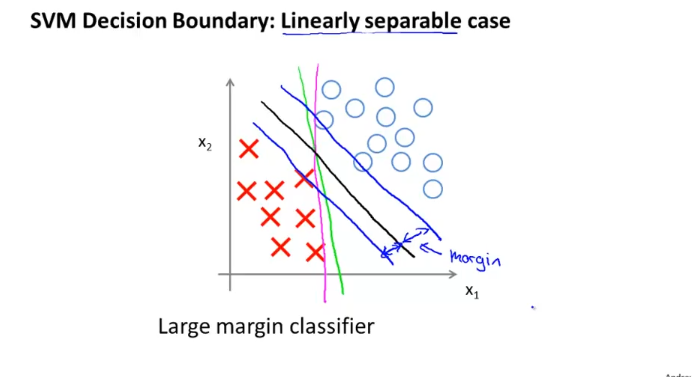 SVM Decision Boundary: Linearly separable case
x₂
margin
x₁
Large margin classifier